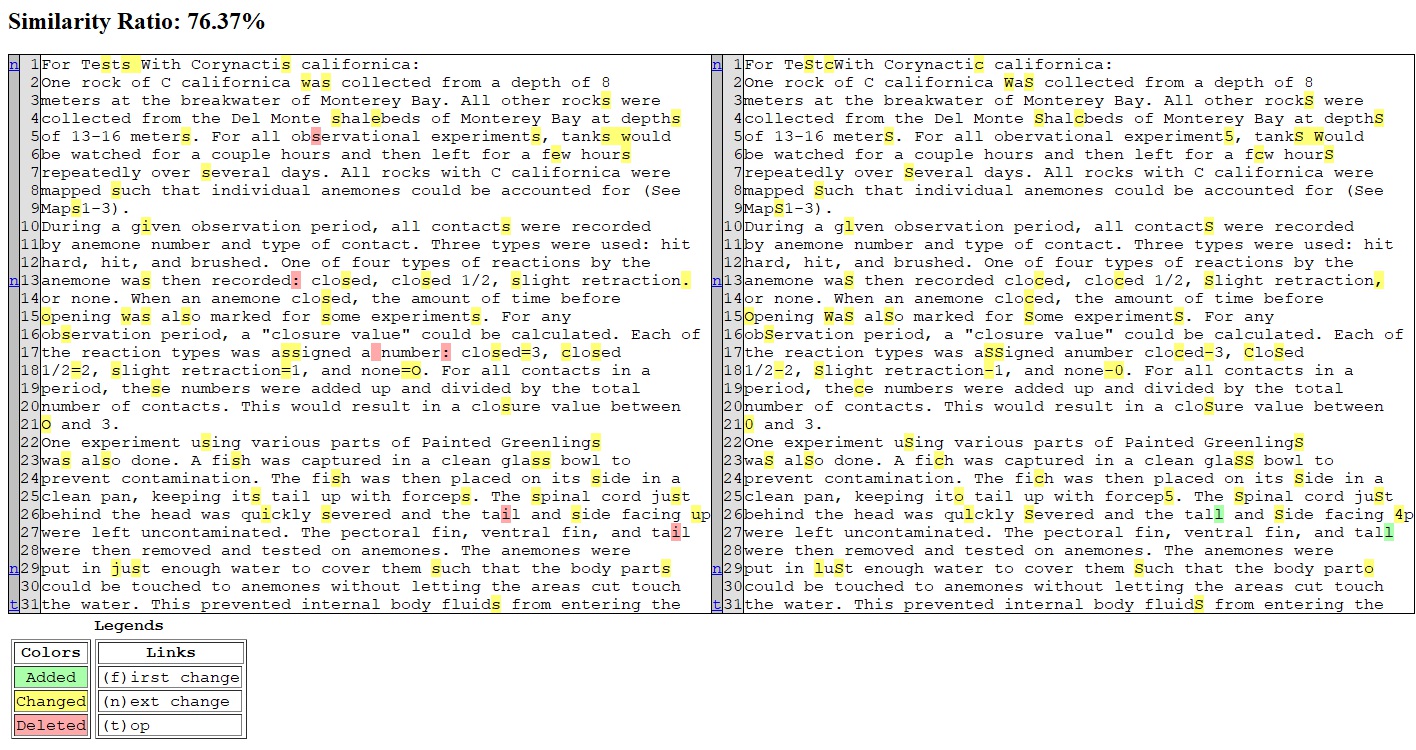 Similarity Ratio: 76.37%
n 1 For Tests With Corynactis californica: n 1 For TeStcWith Corynactic californica:
2 One rock of C californica was collected from a depth of 8 2 One rock of C californica WaS collected from a depth of 8
3 meters at the breakwater of Monterey Bay. All other rocks were 3 meters at the breakwater of Monterey Bay. All other rockS were
4 collected from the Del Monte shalebeds of Monterey Bay at depths 4 collected from the Del Monte Shalcbeds of Monterey Bay at depthS
5 of 13-16 meters. For all observational experiments, tanks would 5 of 13-16 meterS. For all obervational experiment5, tankS Would
6 be watched for a couple hours and then left for a few hours 6 be watched for a couple hours and then left for a fcw hourS
7 repeatedly over several days. All rocks with C californica were 7 repeatedly over Several days. All rocks with C californica were
8 mapped such that individual anemones could be accounted for (See 8 mapped Such that individual anemones could be accounted for (See
9 Maps1-3). 9 MapS1-3).
10 During a given observation period, all contacts were recorded 10 During a glven observation period, all contactS were recorded
11 by anemone number and type of contact. Three types were used: hit 11 by anemone number and type of contact. Three types were used: hit
12 hard, hit, and brushed. One of four types of reactions by the 12 hard, hit, and brushed. One of four types of reactions by the
n 13 anemone was then recorded: closed, closed 1/2, slight retraction. n 13 anemone waS then recorded cloced, cloced 1/2, Slight retraction,
14 or none. When an anemone closed, the amount of time before 14 or none. When an anemone cloced, the amount of time before
15 opening was also marked for some experiments. For any 15 Opening WaS alSo marked for Some experimentS. For any
16 observation period, a "closure value" could be calculated. Each of 16 obServation period, a "closure value" could be calculated. Each of
17 the reaction types was assigned a number: closed=3, closed 17 the reaction types was aSSigned anumber cloced-3, CloSed
18 1/2=2, slight retraction=1, and none=O. For all contacts in a 18 1/2-2, Slight retraction-1, and none-0. For all contacts in a
19 period, these numbers were added up and divided by the total 19 period, thece numbers were added up and divided by the total
20 number of contacts. This would result in a closure value between 20 number of contacts. This would result in a cloSure value between
21 O and 3. 21 0 and 3.
22 One experiment using various parts of Painted Greenlings 22 One experiment uSing various parts of Painted GreenlingS
23 was also done. A fish was captured in a clean glass bowl to 23 waS alSo done. A fich was captured in a clean glaSS bowl to
24 prevent contamination. The fish was then placed on its side in a 24 prevent contamination. The fich was then placed on its Side in a
25 clean pan, keeping its tail up with forceps. The spinal cord just 25 clean pan, keeping ito tail up with forcep5. The Spinal cord juSt
26 behind the head was quickly severed and the tail and side facing up 26 behind the head was qulckly Severed and the tall and Side facing 4p
27 were left uncontaminated. The pectoral fin, ventral fin, and tail 27 were left uncontaminated. The pectoral fin, ventral fin, and tall
28 were then removed and tested on anemones. The anemones were 28 were then removed and tested on anemones. The anemones were
n 29 put in just enough water to cover them such that the body parts n 29 put in luSt enough water to cover them Such that the body parto
30 could be touched to anemones without letting the areas cut touch 30 could be touched to anemones without letting the areas cut touch
t 31 the water. This prevented internal body fluids from entering the t 31 the water. This prevented internal body fluidS from entering the
Legends
Colors Links
Added (f)irst change
Changed (n)ext change
Deleted (t)op